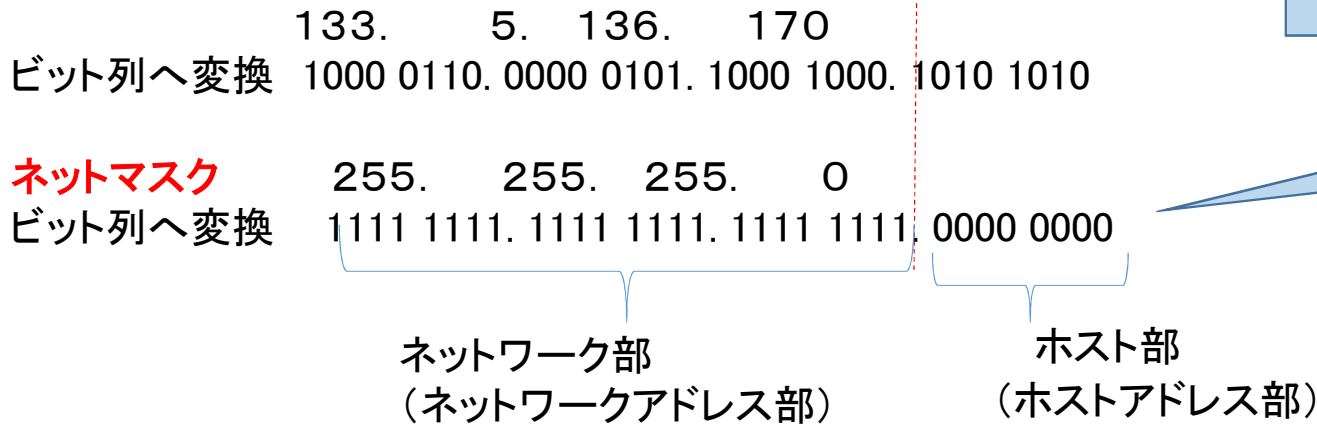 133. 5. 136. 170
ビット列へ変換 1000 0110. 0000 0101. 1000 1000. 1010 1010
ネットマスク 255. 255. 255. 0
ビット列へ変換 1111 1111. 1111 1111. 1111 1111. 0000 0000
ネットワーク部 ホスト部
（ネットワークアドレス部） （ホストアドレス部）